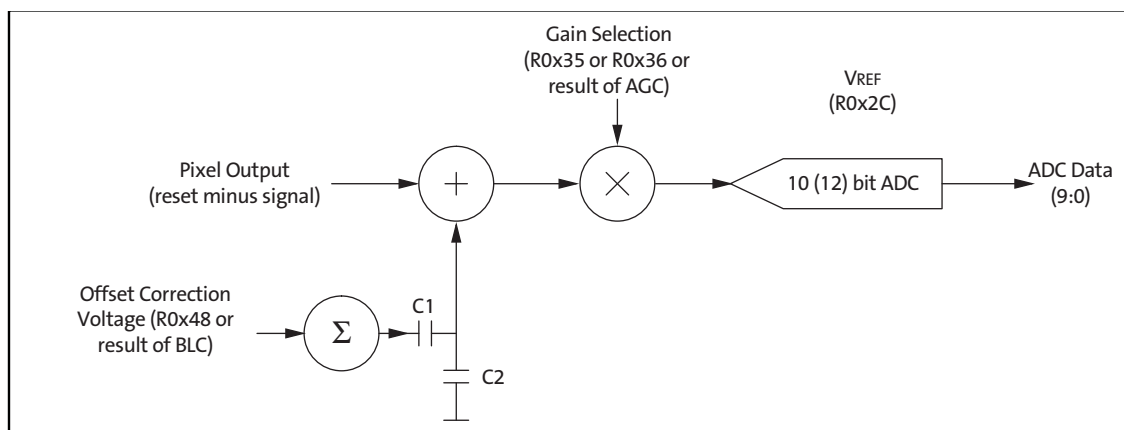 Gain Selection
(R0x35 or R0x36 or
result of AGC)
VREF
(R0x2C)
Pixel Output
(reset minus signal)
+
×
10 (12) bit ADC
ADC Data
(9:0)
Offset Correction
Voltage (R0x48 or
result of BLC)
Σ
C1
C2